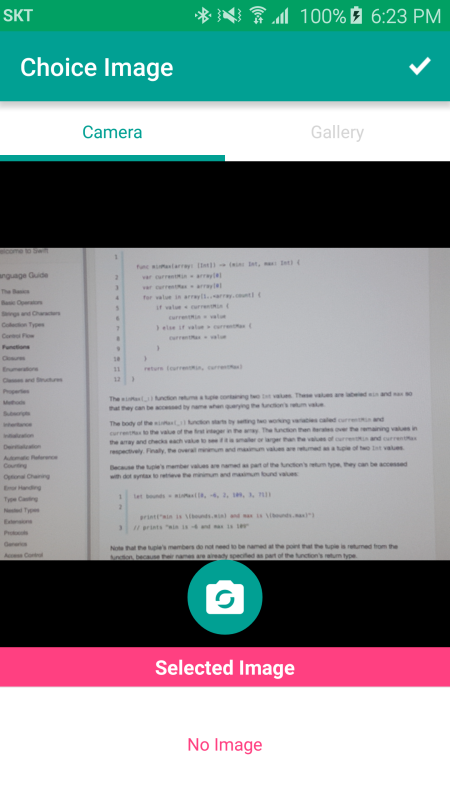 SKT
100% 6:23 PM
Choice Image
Camera
Gallery
Welcome to Swift
Language Guide
The Basics
Basic Operators
Strings and Characters
Collection Types
Control Flow
Functions
Closures
Enumerations
Classes and Structures
Properties
Methods
Subscripts
Inheritance
Initialization
Deinitialization
Automatic Reference
Counting
Optional Chaining
Error Handling
Type Casting
Nested Types
Extensions
Protocols
Generics
Access Control
1 func minMax(array: [Int]) -> (min: Int, max: Int) {
2 var currentMin = array[0]
3 var currentMax = array[0]
4 for value in array[1..<array.count] {
5 if value < currentMin {
6 currentMin = value
7 } else if value > currentMax {
8 currentMax = value
9 }
10 }
11 return (currentMin, currentMax)
12 }
The minMax(_:) function returns a tuple containing two Int values. These values are labeled min and max so
that they can be accessed by name when querying the function's return value.
The body of the minMax(_:) function starts by setting two working variables called currentMin and
currentMax to the value of the first integer in the array. The function then iterates over the remaining values in
the array and checks each value to see if it is smaller or larger than the values of currentMin and currentMax
respectively. Finally, the overall minimum and maximum values are returned as a tuple of two Int values.
Because the tuple's member values are named as part of the function's return type, they can be accessed
with dot syntax to retrieve the minimum and maximum found values:
1 let bounds = minMax([8, -6, 2, 109, 3, 71])
2 print("min is \(bounds.min) and max is \(bounds.max)")
3 // prints "min is -6 and max is 109"
Note that the tuple's members do not need to be named at the point that the tuple is returned from the
function, because their names are already specified as part of the function's return type.
Selected Image
No Image